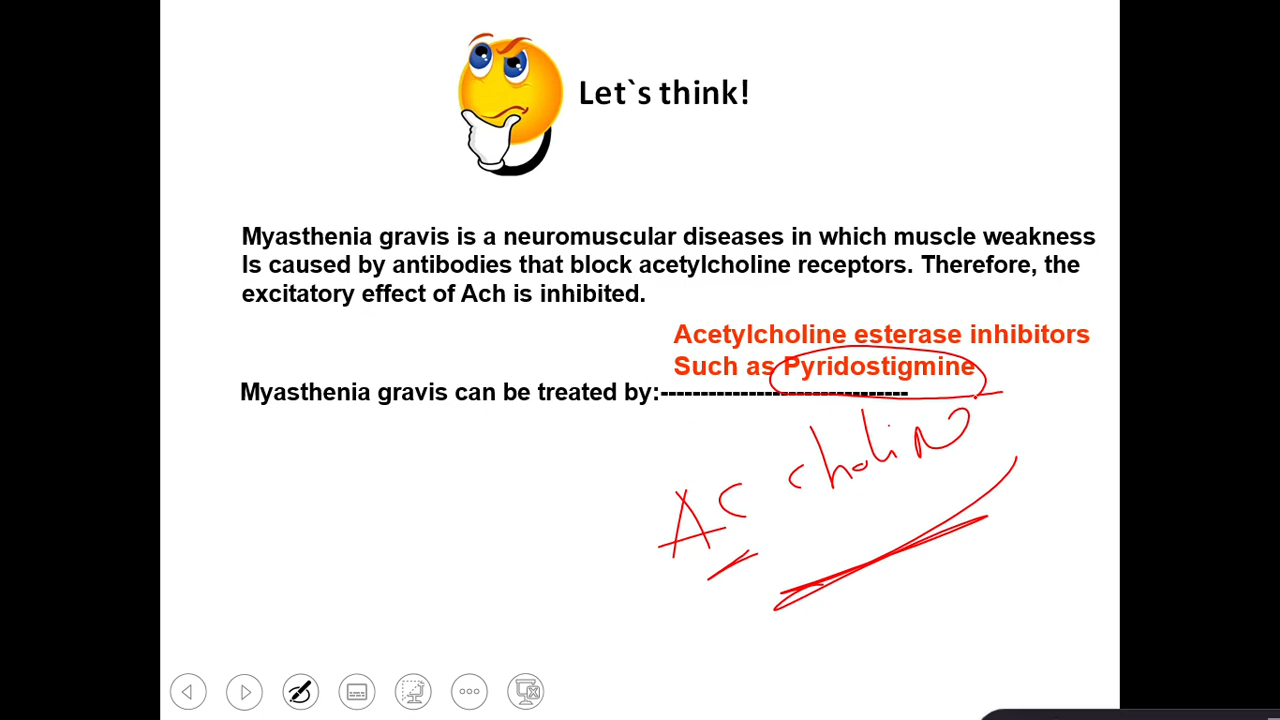 Let`s think!
Myasthenia gravis is a neuromuscular diseases in which muscle weakness
Is caused by antibodies that block acetylcholine receptors. Therefore, the
excitatory effect of Ach is inhibited.
Acetylcholine esterase inhibitors
Such as Pyridostigmine
Myasthenia gravis can be treated by:-------------------------------
Ac cholin